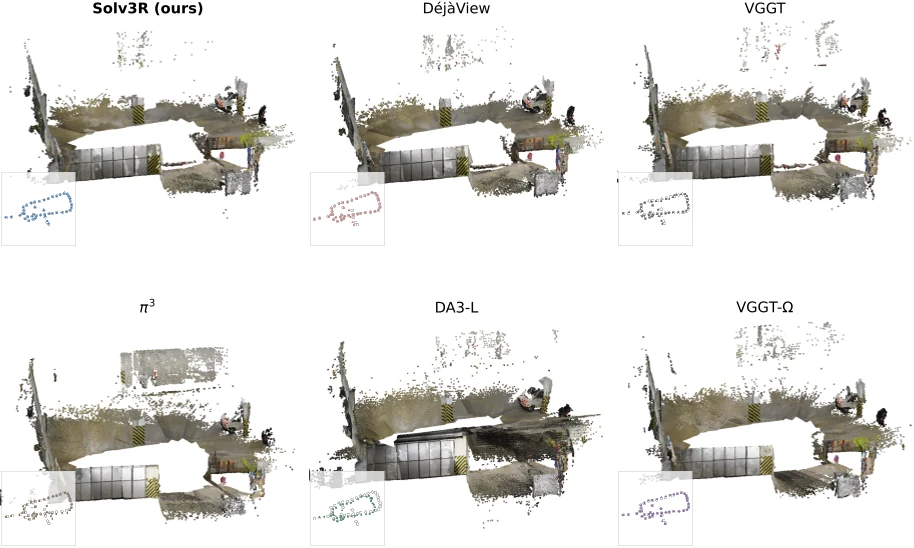 Solv3R (ours)
DéjàView
VGGT
π³
DA3-L
VGGT-Ω